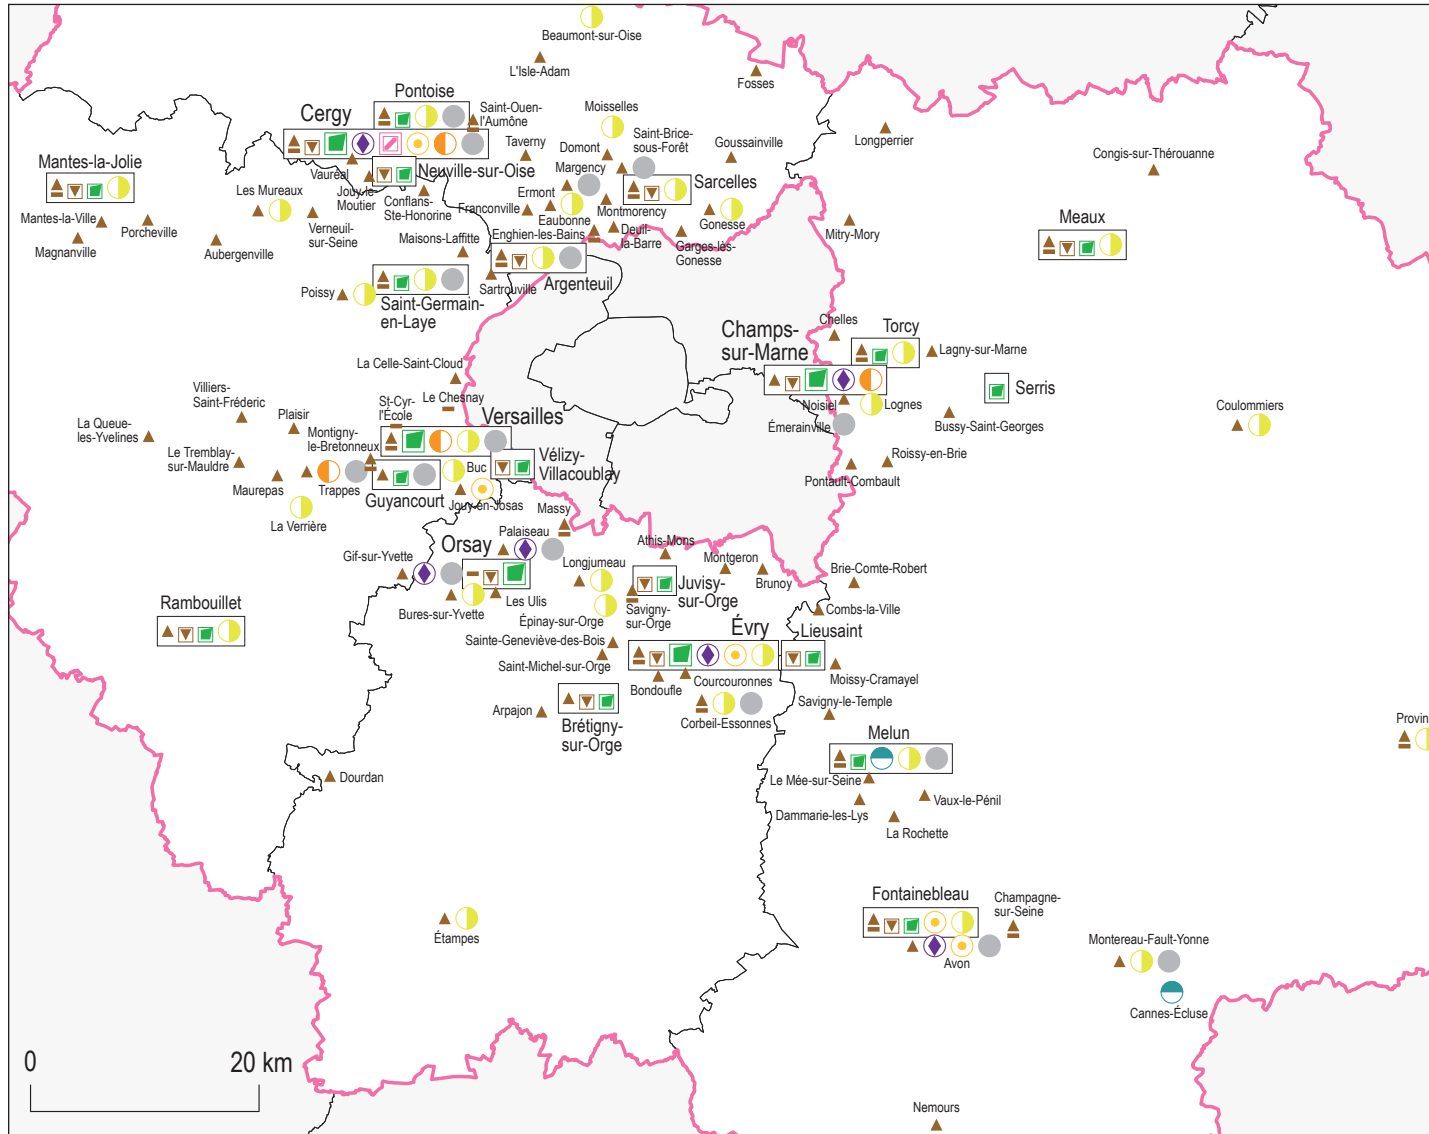 Beaumont-sur-Oise
L'Isle-Adam
Fosses
Pontoise
Cergy
Saint-Ouen-
l'Aumône
Moisselles
Saint-Brice-
sous-Forêt
Taverny
Domont
Goussainville
Longperrier
Congis-sur-Thérouanne
Mantes-la-Jolie
Vauréal
Neuville-sur-Oise
Margency
Sarcelles
Les Mureaux
Jouy-le-
Moutier
Conflans-
Ste-Honorine
Ermont
Franconville
Eaubonne
Montmorency
Gonesse
Meaux
Mantes-la-Ville
Porcheville
Magnanville
Verneuil-
sur-Seine
Aubergenville
Maisons-Laffitte
Enghien-les-Bains
Deuil-
la-Barre
Garges-lès-
Gonesse
Mitry-Mory
Poissy
Saint-Germain-
en-Laye
Sartrouville
Argenteuil
Champs-
sur-Marne
Chelles
Torcy
Lagny-sur-Marne
Serris
La Celle-Saint-Cloud
Villiers-
Saint-Fréderic
Plaisir
St-Cyr-
l'École
Le Chesnay
Versailles
Noisiel
Lognes
Émerainville
Bussy-Saint-Georges
Coulommiers
La Queue-
les-Yvelines
Le Tremblay-
sur-Mauldre
Montigny-
le-Bretonneux
Vélizy-
Villacoublay
Roissy-en-Brie
Pontault-Combault
Maurepas
Trappes
Guyancourt
Buc
Jouy-en-Josas
La Verrière
Massy
Palaiseau
Orsay
Gif-sur-Yvette
Longjumeau
Athis-Mons
Montgeron
Brunoy
Brie-Comte-Robert
Juvisy-
sur-Orge
Bures-sur-Yvette
Les Ulis
Épinay-sur-Orge
Savigny-
sur-Orge
Combs-la-Ville
Rambouillet
Évry
Lieusaint
Sainte-Geneviève-des-Bois
Saint-Michel-sur-Orge
Moissy-Cramayel
Bondoufle
Courcouronnes
Savigny-le-Temple
Arpajon
Brétigny-
sur-Orge
Corbeil-Essonnes
Provin
Melun
Dourdan
Le Mée-sur-Seine
Dammarie-les-Lys
Vaux-le-Pénil
La Rochette
Fontainebleau
Champagne-
sur-Seine
Étampes
Avon
Montereau-Fault-Yonne
Cannes-Écluse
0 20 km
Nemours